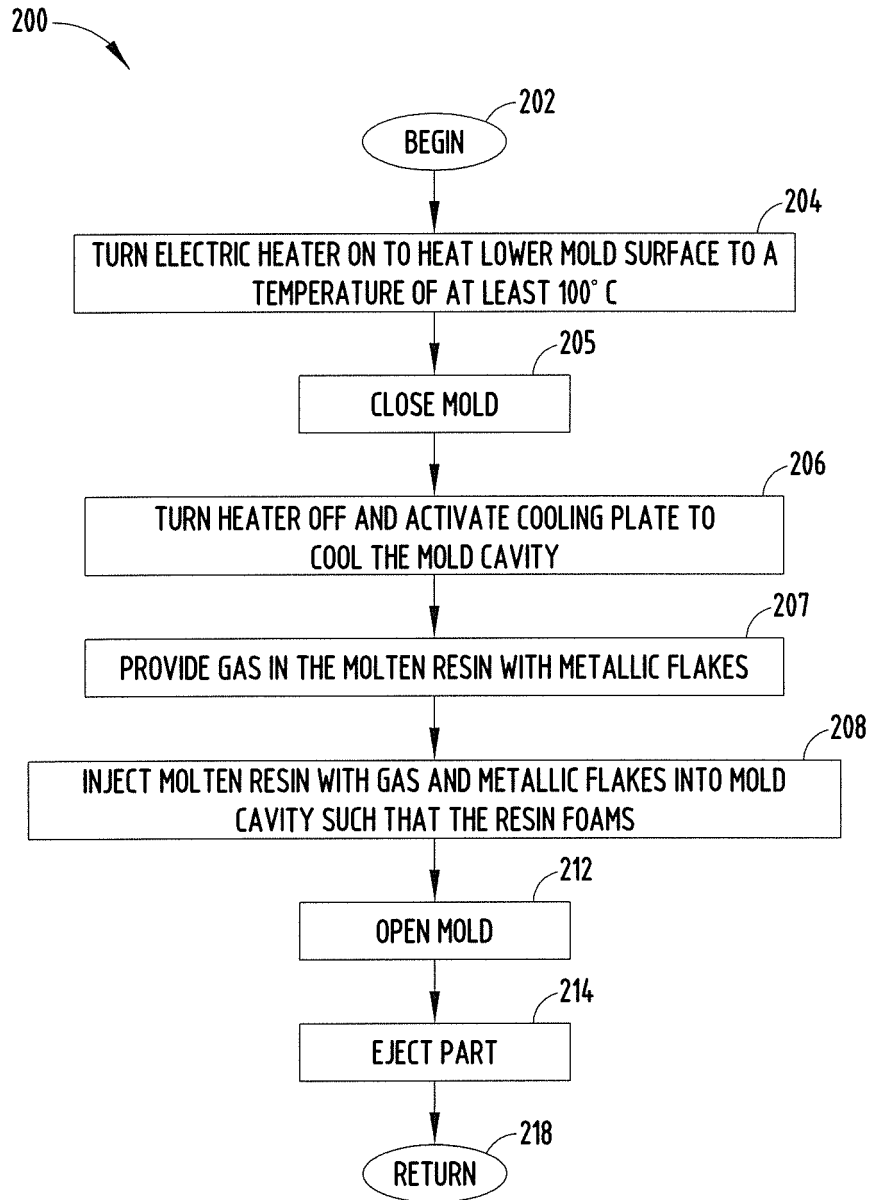 200
202
BEGIN
204
TURN ELECTRIC HEATER ON TO HEAT LOWER MOLD SURFACE TO A
TEMPERATURE OF AT LEAST 100° C
205
CLOSE MOLD
206
TURN HEATER OFF AND ACTIVATE COOLING PLATE TO
COOL THE MOLD CAVITY
207
PROVIDE GAS IN THE MOLTEN RESIN WITH METALLIC FLAKES
208
INJECT MOLTEN RESIN WITH GAS AND METALLIC FLAKES INTO MOLD
CAVITY SUCH THAT THE RESIN FOAMS
212
OPEN MOLD
214
EJECT PART
218
RETURN